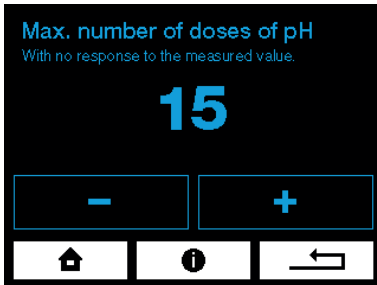 Max. number of doses of pH
With no response to the measured value.
15
− +